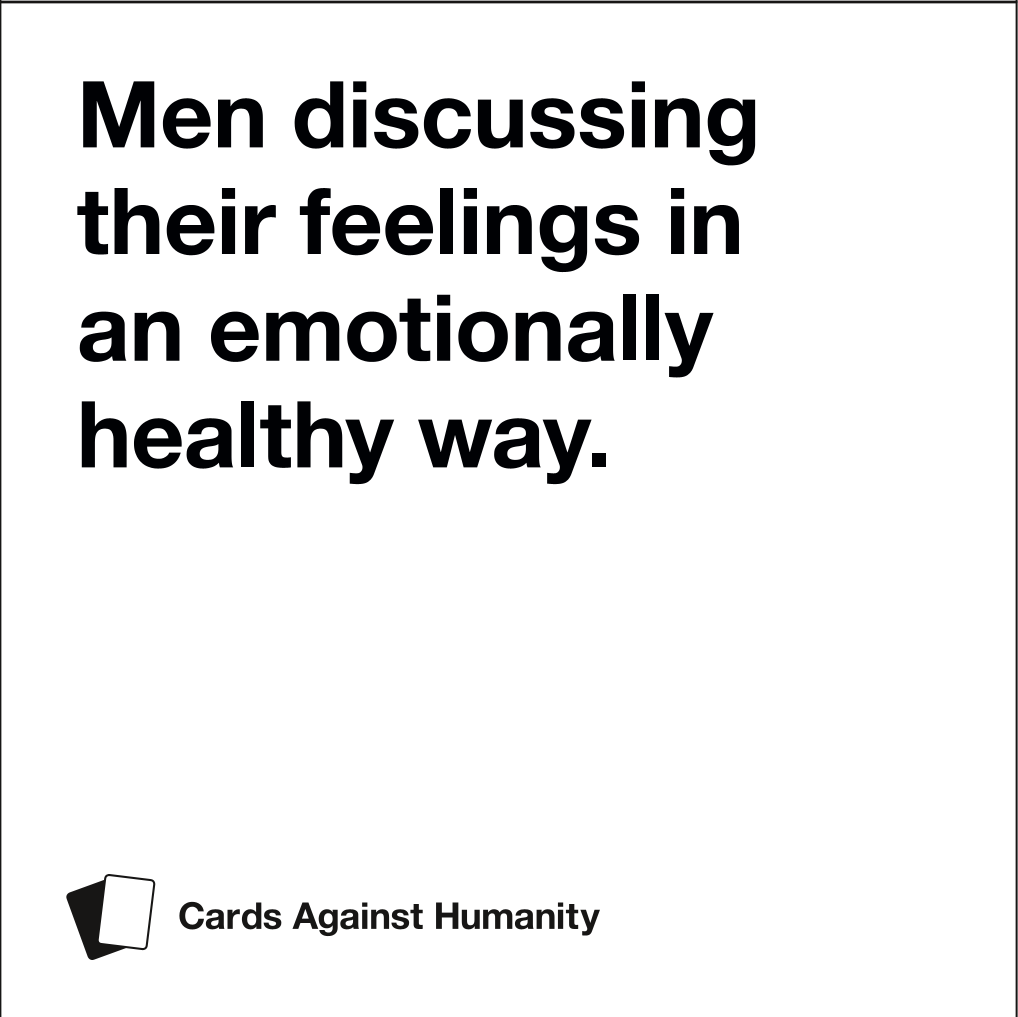 Men discussing
their feelings in
an emotionally
healthy way.
Cards Against Humanity